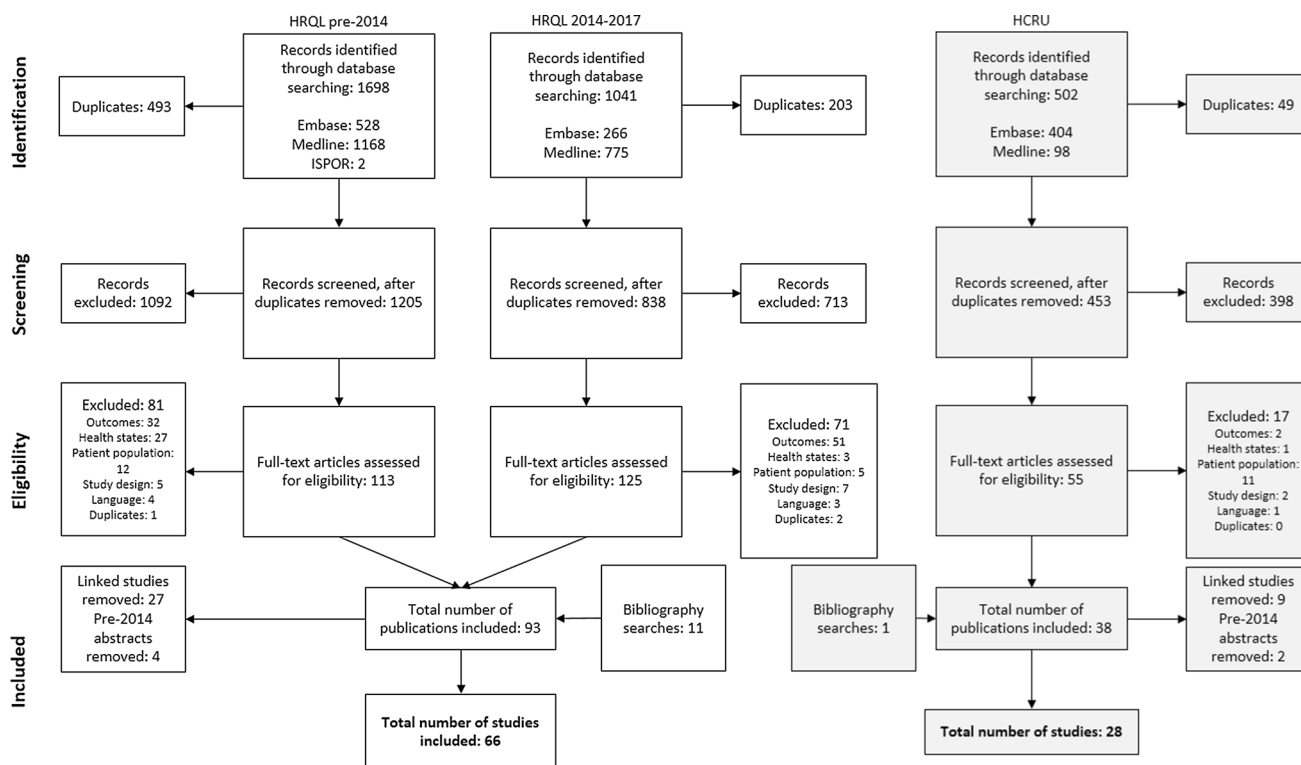 HRQL pre-2014
HRQL 2014-2017
HCRU
Identification
Duplicates: 493
Records identified
through database
searching: 1698
Embase: 528
Medline: 1168
ISPOR: 2
Records identified
through database
searching: 1041
Embase: 266
Medline: 775
Duplicates: 203
Records identified
through database
searching: 502
Embase: 404
Medline: 98
Duplicates: 49
Screening
Records
excluded: 1092
Records screened, after
duplicates removed: 1205
Records screened, after
duplicates removed: 838
Records
excluded: 713
Records screened, after
duplicates removed: 453
Records
excluded: 398
Eligibility
Excluded: 81
Outcomes: 32
Health states: 27
Patient population:
12
Study design: 5
Language: 4
Duplicates: 1
Full-text articles assessed
for eligibility: 113
Full-text articles assessed
for eligibility: 125
Excluded: 71
Outcomes: 51
Health states: 3
Patient population: 5
Study design: 7
Language: 3
Duplicates: 2
Full-text articles assessed
for eligibility: 55
Excluded: 17
Outcomes: 2
Health states: 1
Patient population:
11
Study design: 2
Language: 1
Duplicates: 0
Included
Linked studies
removed: 27
Pre-2014
abstracts
removed: 4
Total number of
publications included: 93
Bibliography
searches: 11
Bibliography
searches: 1
Total number of
publications included: 38
Linked studies
removed: 9
Pre-2014
abstracts
removed: 2
Total number of studies
included: 66
Total number of studies: 28